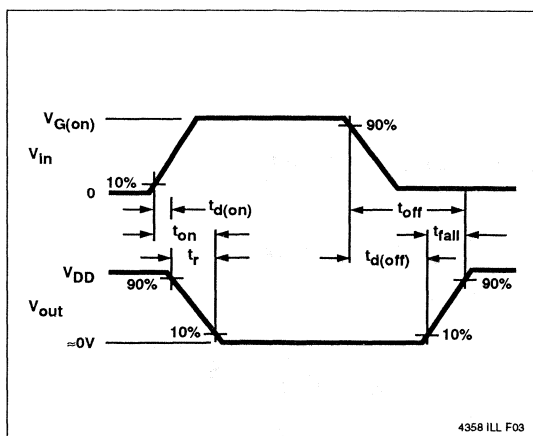 VG(on)
90%
Vin
10%
0
td(on)
toff
ton
tfall
tr
td(off)
VDD
90%
90%
Vout
10%
10%
≈0V
4358 ILL F03